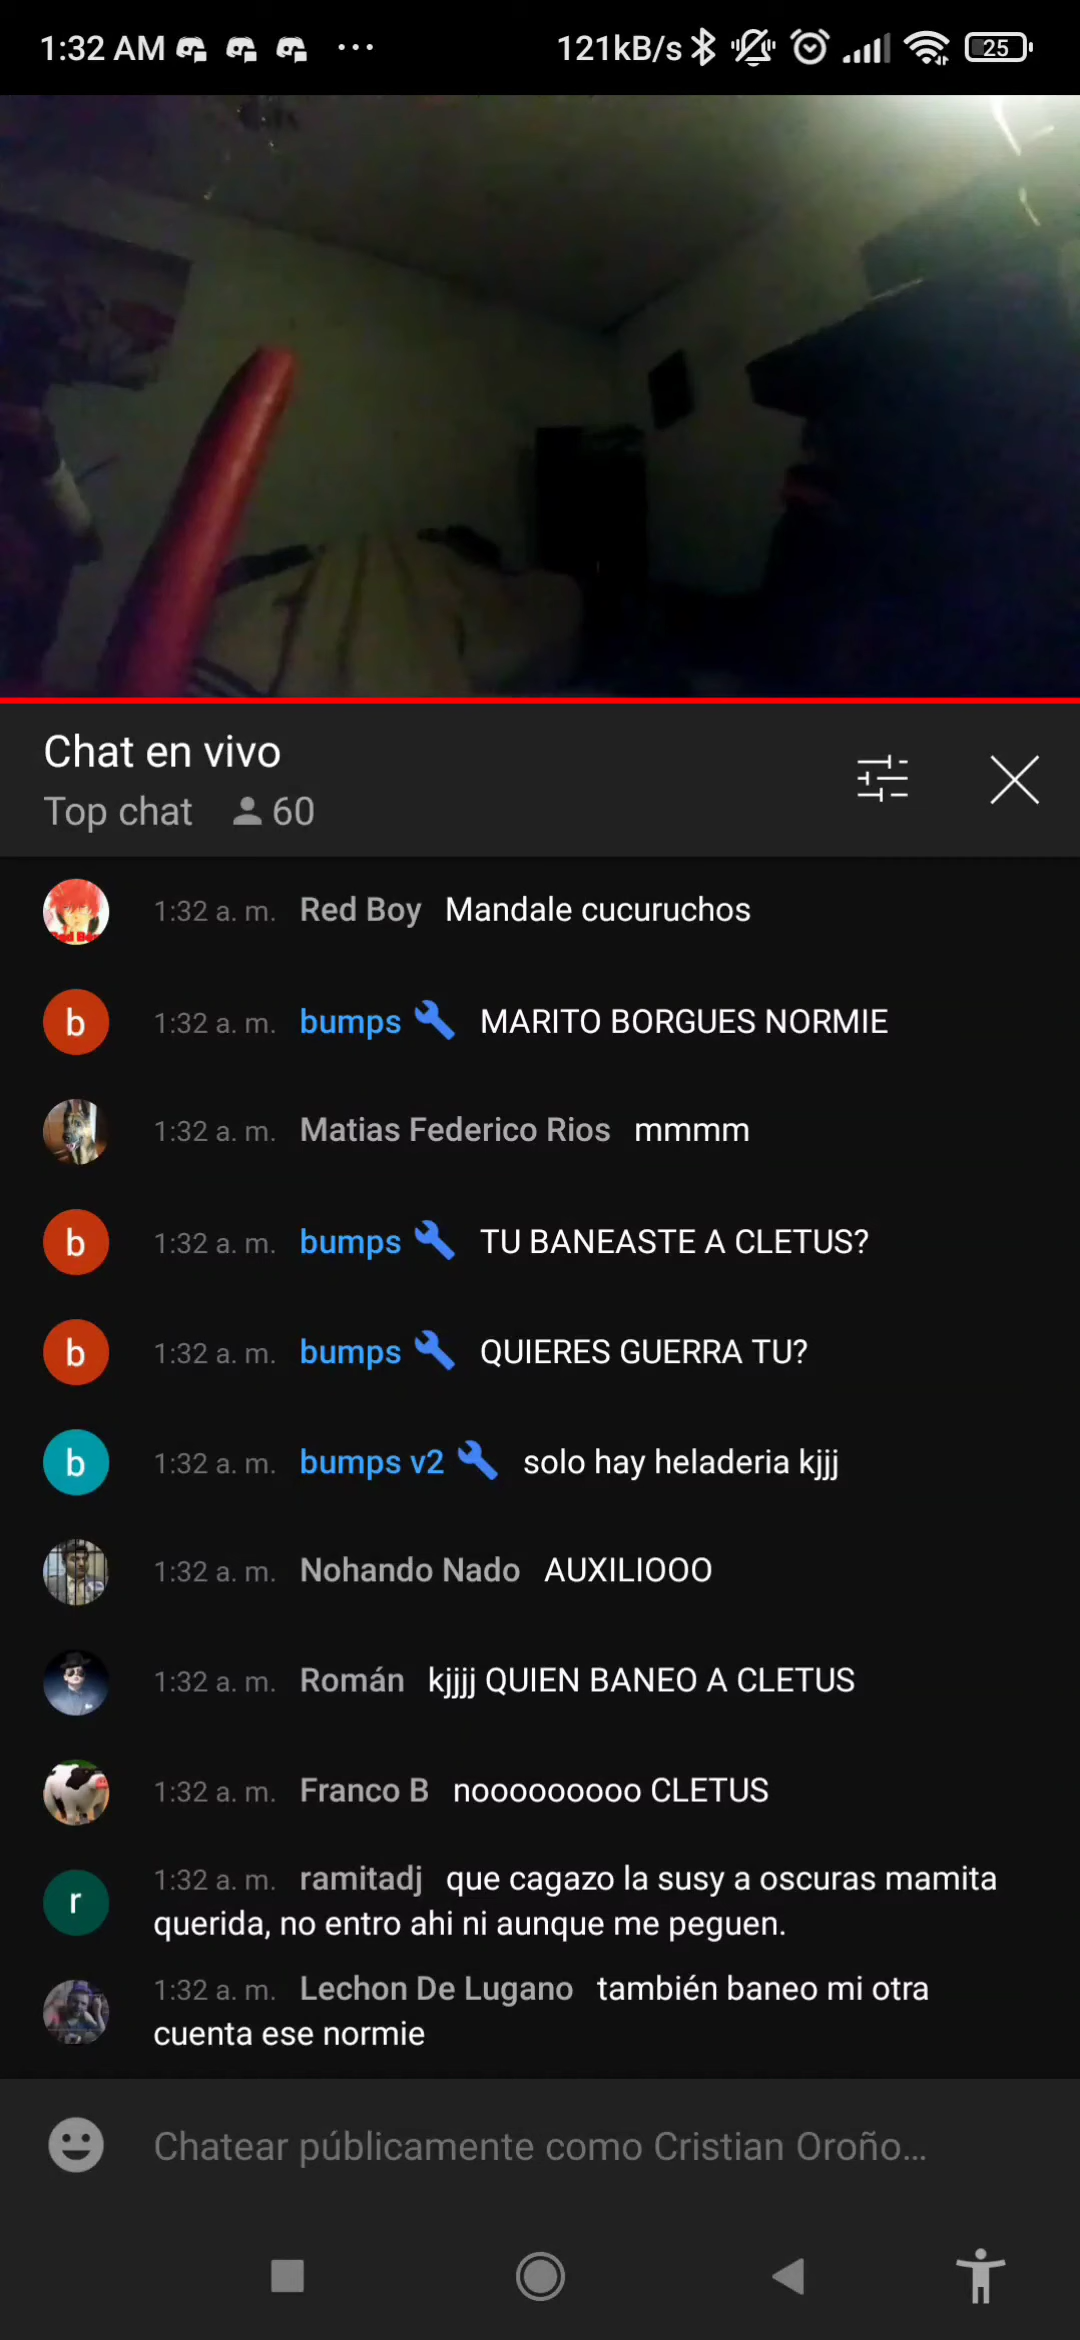 1:32 AM ... 121kB/s 25
Chat en vivo
Top chat 60
1:32 a. m. Red Boy Mandale cucuruchos
b 1:32 a. m. bumps MARITO BORGUES NORMIE
1:32 a. m. Matias Federico Rios mmmm
b 1:32 a. m. bumps TU BANEASTE A CLETUS?
b 1:32 a. m. bumps QUIERES GUERRA TU?
b 1:32 a. m. bumps v2 solo hay heladeria kjjj
1:32 a. m. Nohando Nado AUXILIOOO
1:32 a. m. Román kjjjj QUIEN BANEO A CLETUS
1:32 a. m. Franco B nooooooooo CLETUS
r 1:32 a. m. ramitadj que cagazo la susy a oscuras mamita
querida, no entro ahi ni aunque me peguen.
1:32 a. m. Lechon De Lugano también baneo mi otra
cuenta ese normie
Chatear públicamente como Cristian Oroño...